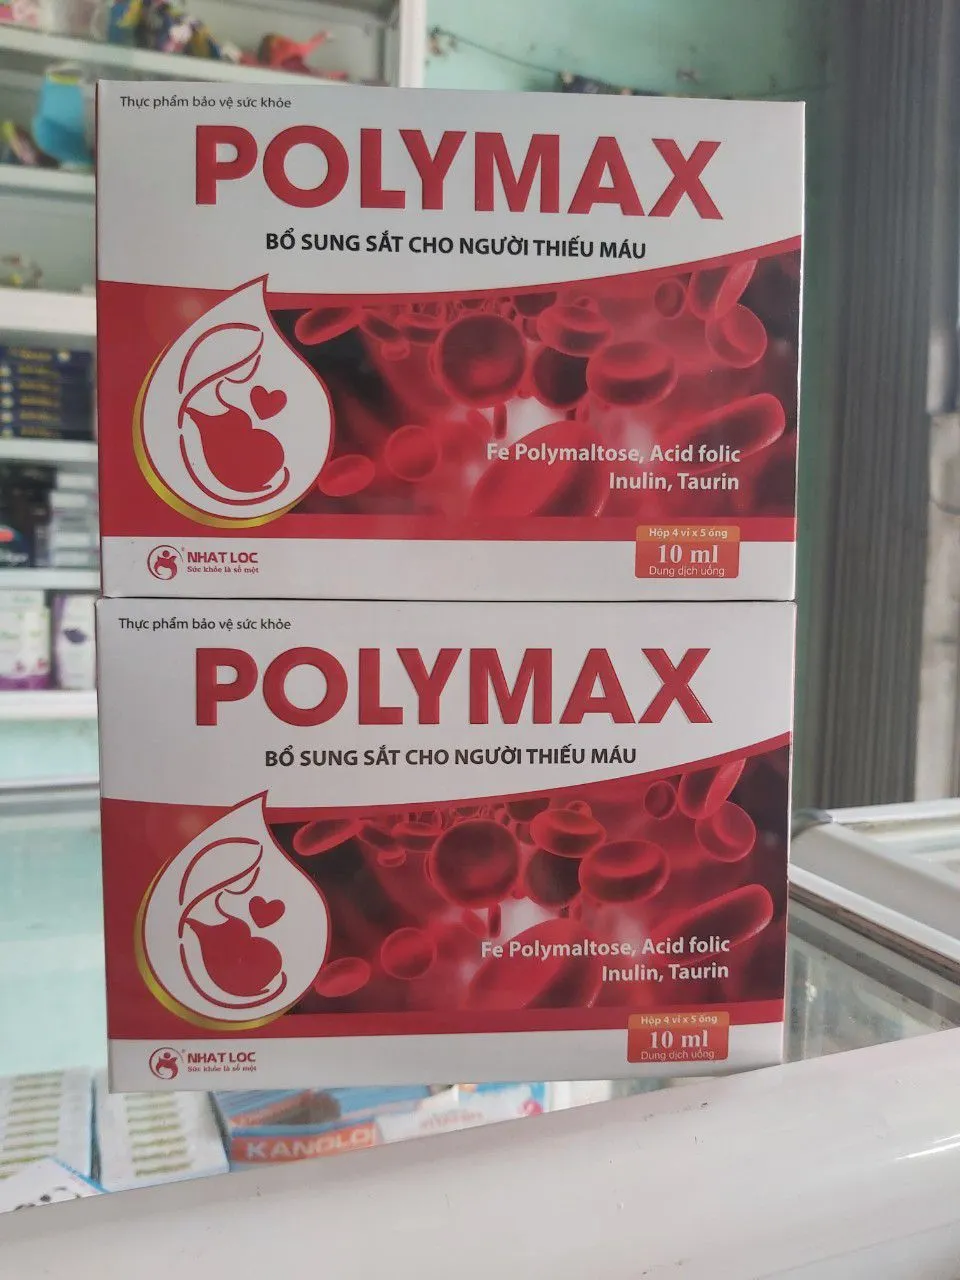 Thực phẩm bảo vệ sức khỏe
POLYMAX
BỔ SUNG SẮT CHO NGƯỜI THIẾU MÁU
Fe Polymaltose, Acid folic
Inulin, Taurin
NHAT LOC
Sức khỏe là số một
Hộp 4 vỉ x 5 ống
10 ml
Dung dịch uống
Thực phẩm bảo vệ sức khỏe
POLYMAX
BỔ SUNG SẮT CHO NGƯỜI THIẾU MÁU
Fe Polymaltose, Acid folic
Inulin, Taurin
NHAT LOC
Sức khỏe là số một
Hộp 4 vỉ x 5 ống
10 ml
Dung dịch uống